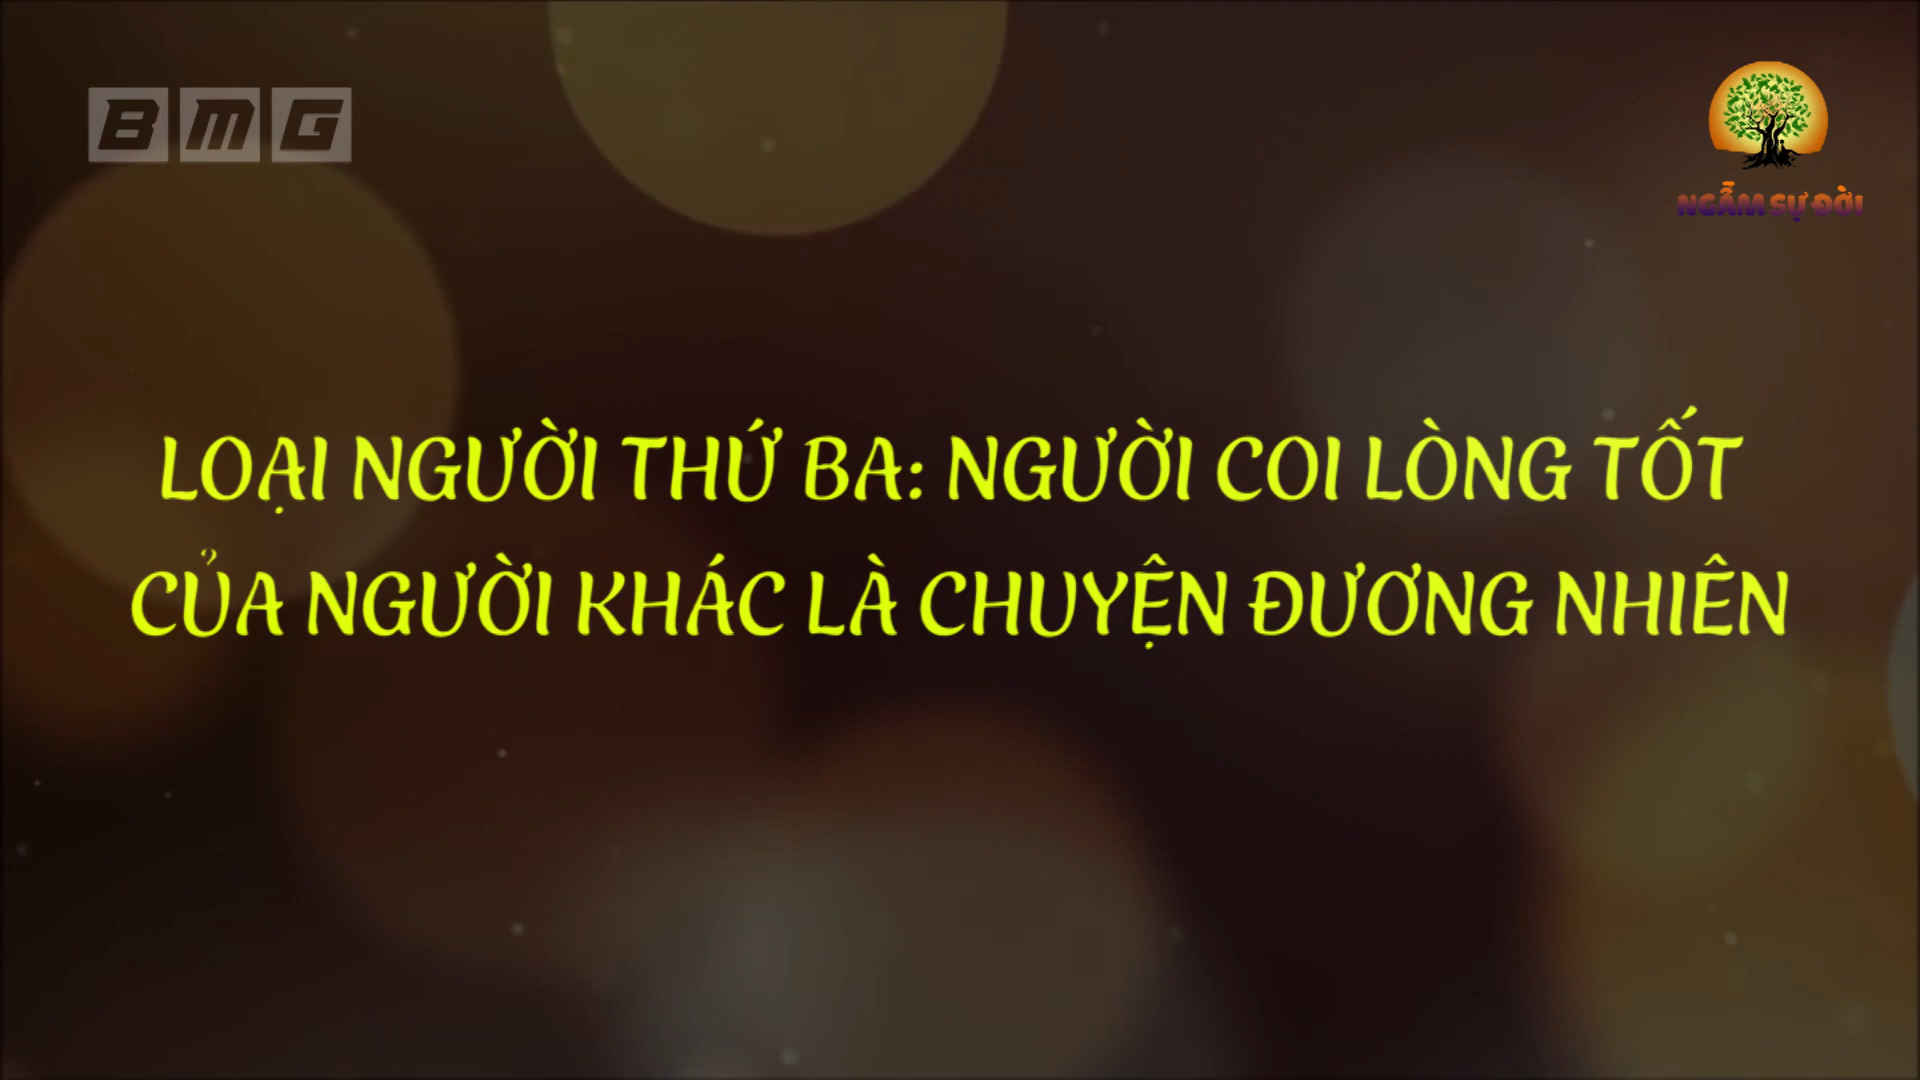 BMG
NGẪM SỰ ĐỜI
LOẠI NGƯỜI THỨ BA: NGƯỜI COI LÒNG TỐT
CỦA NGƯỜI KHÁC LÀ CHUYỆN ĐƯƠNG NHIÊN